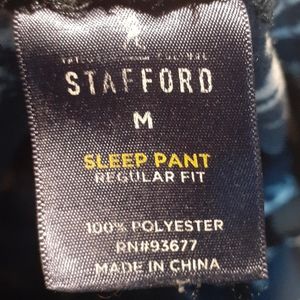 STAFFORD
M
SLEEP PANT
REGULAR FIT
100% POLYESTER
RN#93677
MADE IN CHINA